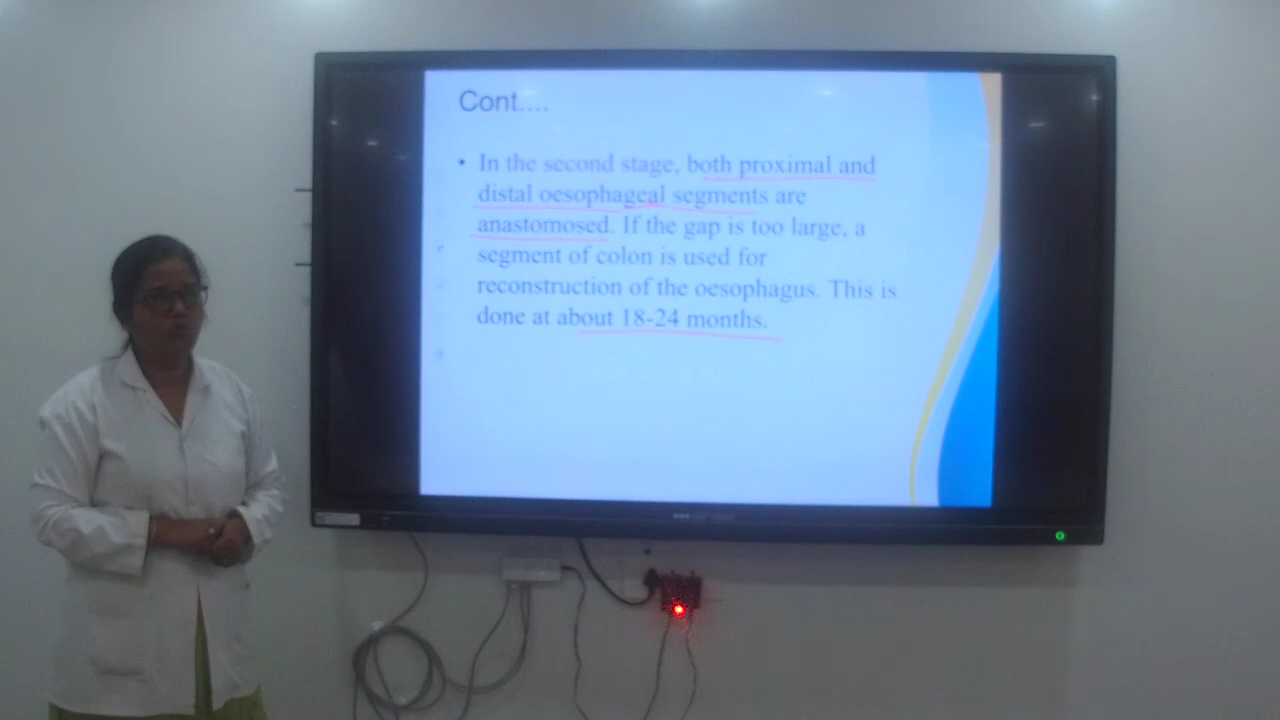 Cont....
• In the second stage, both proximal and
distal oesophageal segments are
anastomosed. If the gap is too large, a
segment of colon is used for
reconstruction of the oesophagus. This is
done at about 18-24 months.